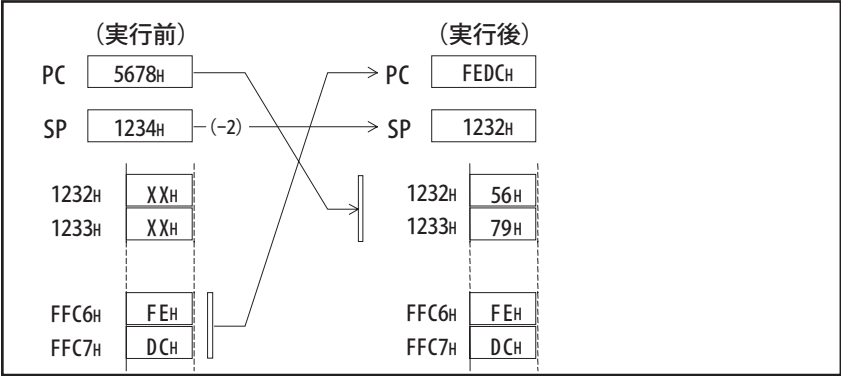 （実行前） （実行後）
PC 5678H PC FEDCH
SP 1234H (−2) SP 1232H
1232H XXH 1232H 56H
1233H XXH 1233H 79H
FFC6H FEH FFC6H FEH
FFC7H DCH FFC7H DCH